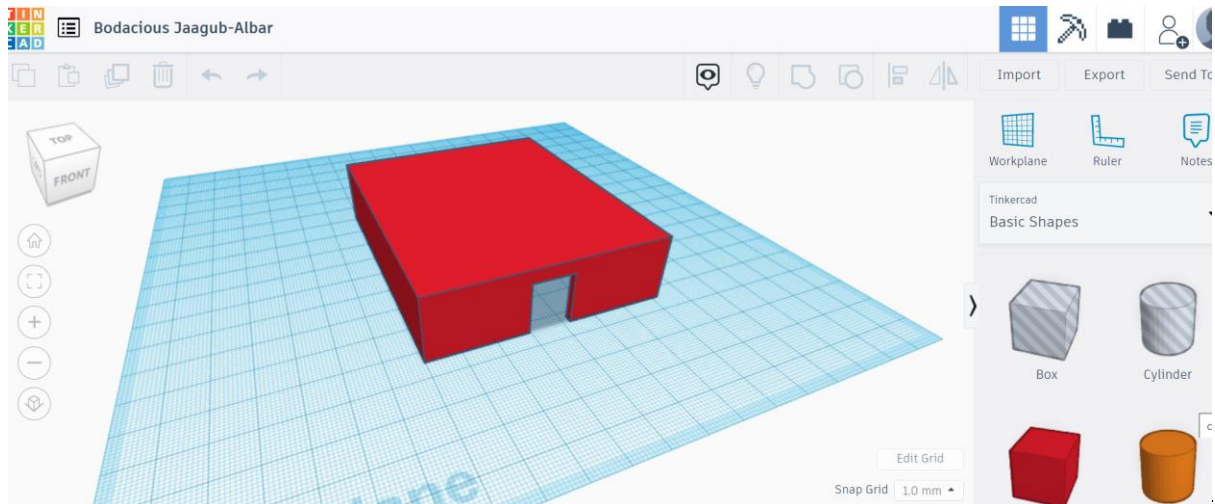 TIN
KER
CAD
Bodacious Jaagub-Albar
Import Export Send To
TOP
FRONT
Workplane Ruler Notes
Tinkercad
Basic Shapes
Box Cylinder
Edit Grid
Snap Grid 1.0 mm